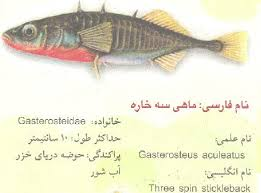 نام فارسی: ماهی سه خاره
خانواده: Gasterosteidae
نام علمی: Gasterosteus aculeatus
حداکثر طول: ۱۰ سانتیمتر
پراکندگی: حوضه دریای خزر
آب شور
نام انگلیسی: Three spin stickleback